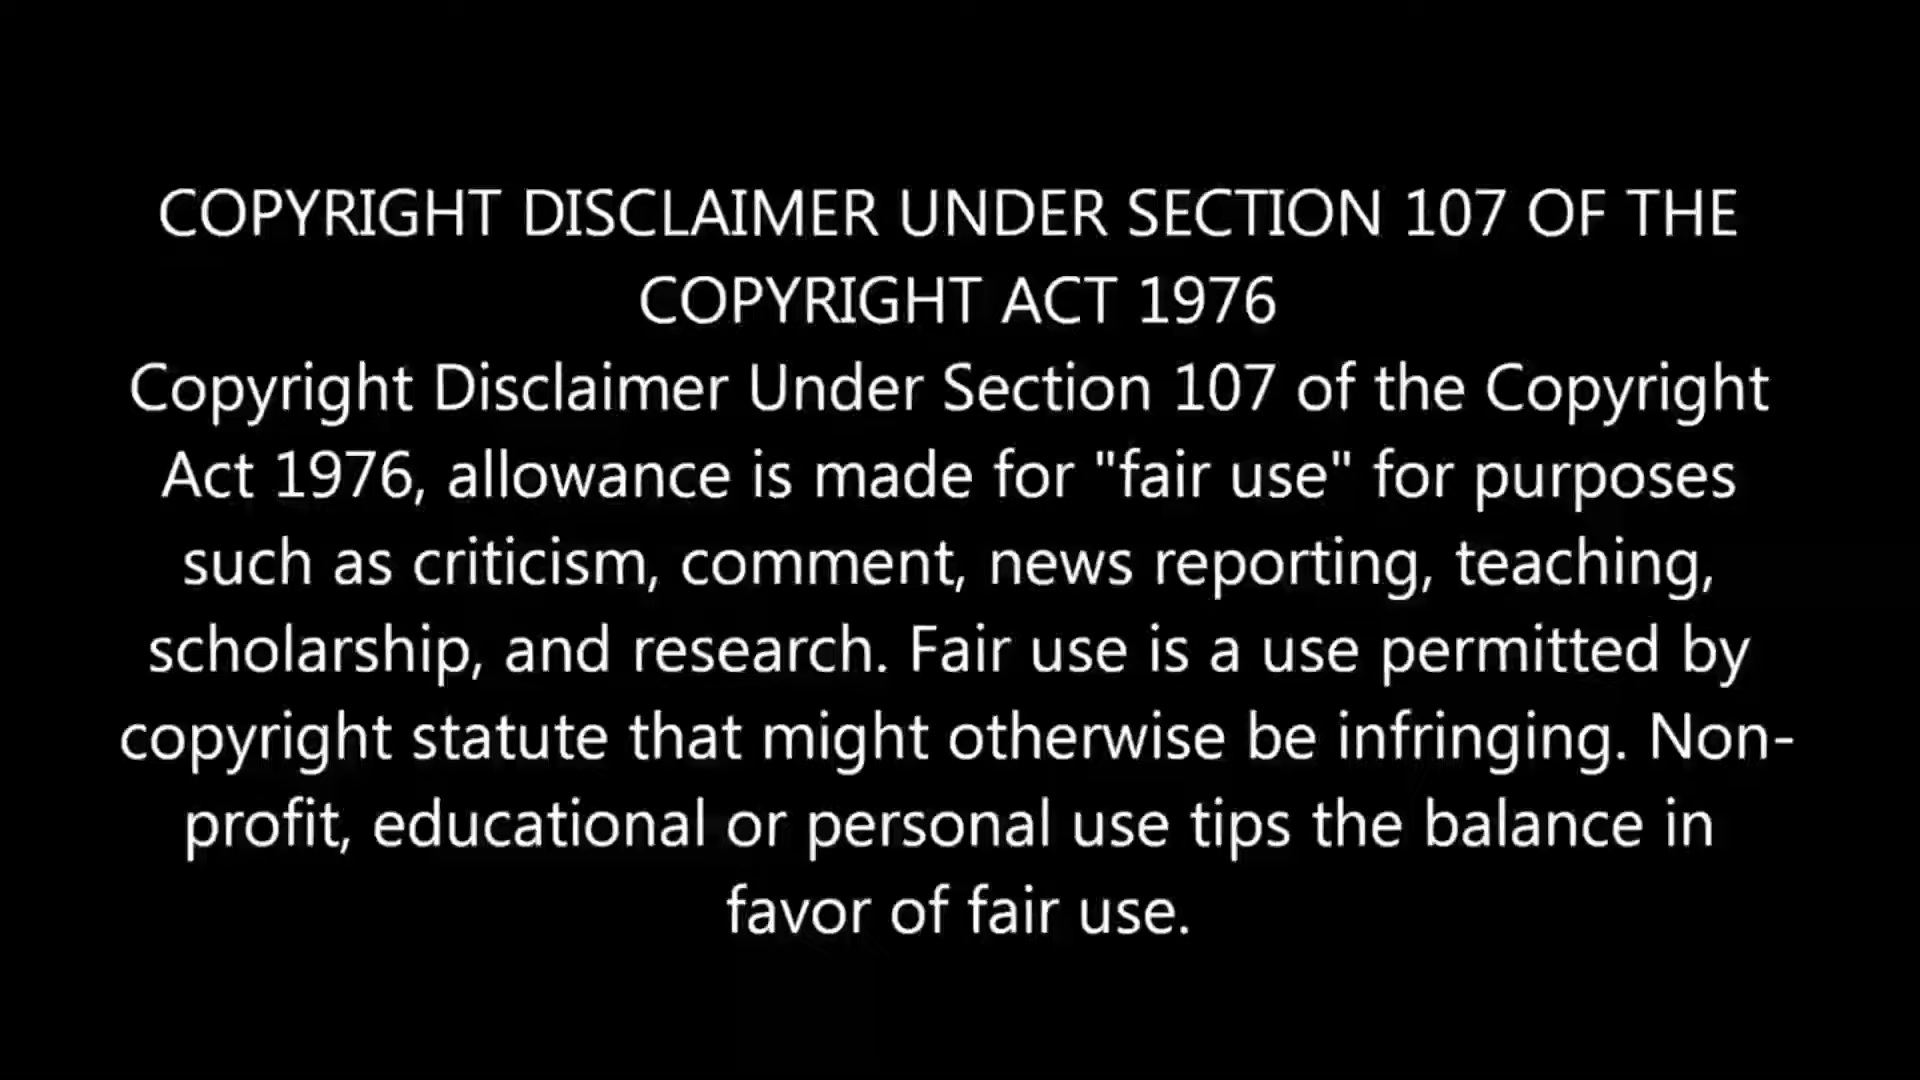 COPYRIGHT DISCLAIMER UNDER SECTION 107 OF THE
COPYRIGHT ACT 1976
Copyright Disclaimer Under Section 107 of the Copyright
Act 1976, allowance is made for "fair use" for purposes
such as criticism, comment, news reporting, teaching,
scholarship, and research. Fair use is a use permitted by
copyright statute that might otherwise be infringing. Non-
profit, educational or personal use tips the balance in
favor of fair use.